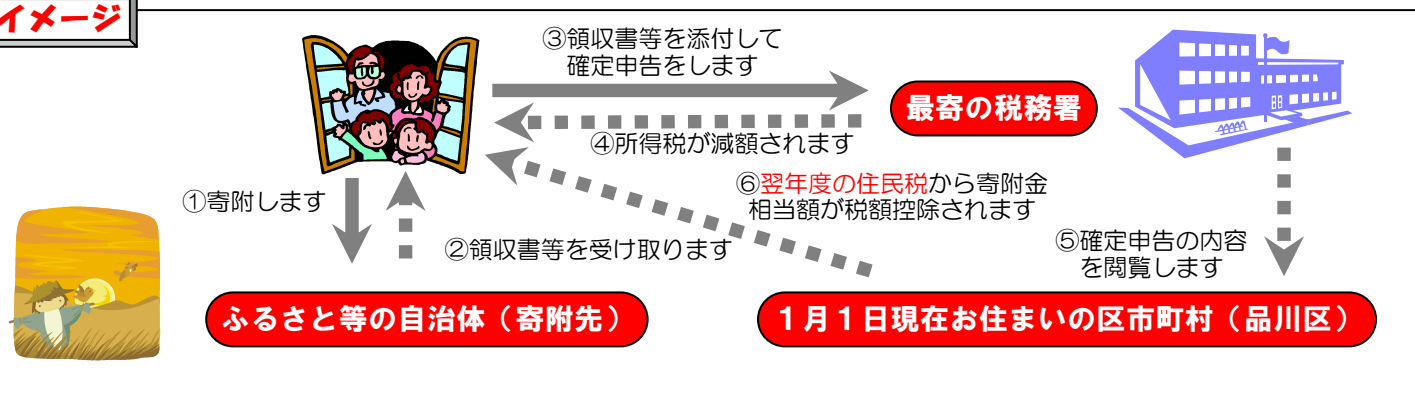 イメージ
③領収書等を添付して
確定申告をします
最寄の税務署
④所得税が減額されます
①寄附します
⑥翌年度の住民税から寄附金
相当額が税額控除されます
②領収書等を受け取ります
⑤確定申告の内容
を閲覧します
ふるさと等の自治体（寄附先）
１月１日現在お住まいの区市町村（品川区）